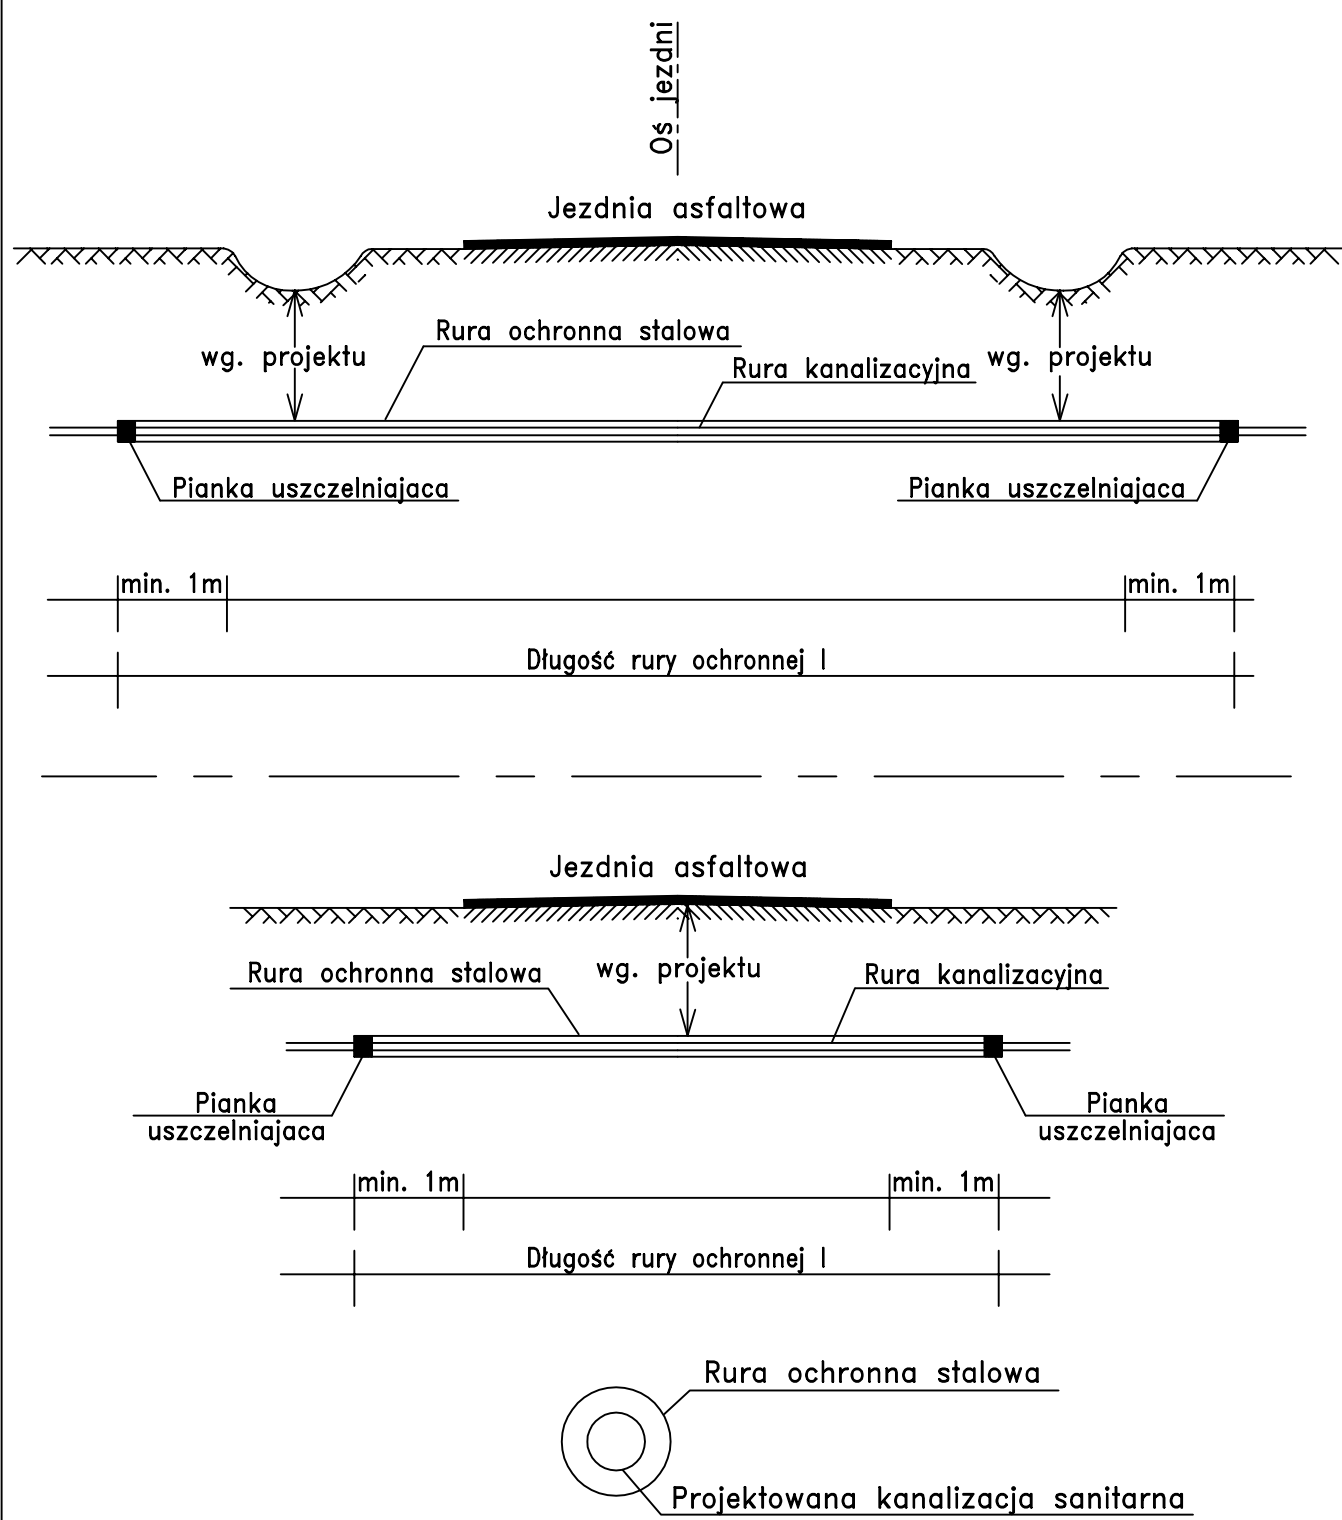 Oś jezdni
Jezdnia asfaltowa
Rura ochronna stalowa
wg. projektu
Rura kanalizacyjna
wg. projektu
Pianka uszczelniajaca
Pianka uszczelniajaca
min. 1m
min. 1m
Długość rury ochronnej l
Jezdnia asfaltowa
Rura ochronna stalowa
wg. projektu
Rura kanalizacyjna
Pianka
uszczelniajaca
Pianka
uszczelniajaca
min. 1m
min. 1m
Długość rury ochronnej l
Rura ochronna stalowa
Projektowana kanalizacja sanitarna